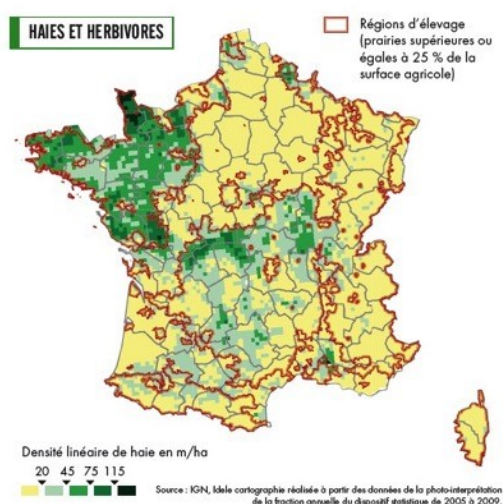 HAIES ET HERBIVORES
Régions d'élevage
(prairies supérieures ou
égales à 25 % de la
surface agricole)
Densité linéaire de haie en m/ha
20 45 75 115
Source : IGN, Idele cartographie réalisée à partir des données de la photo-interprétation
de la fraction annuelle du dispositif statistique de 2005 à 2009.